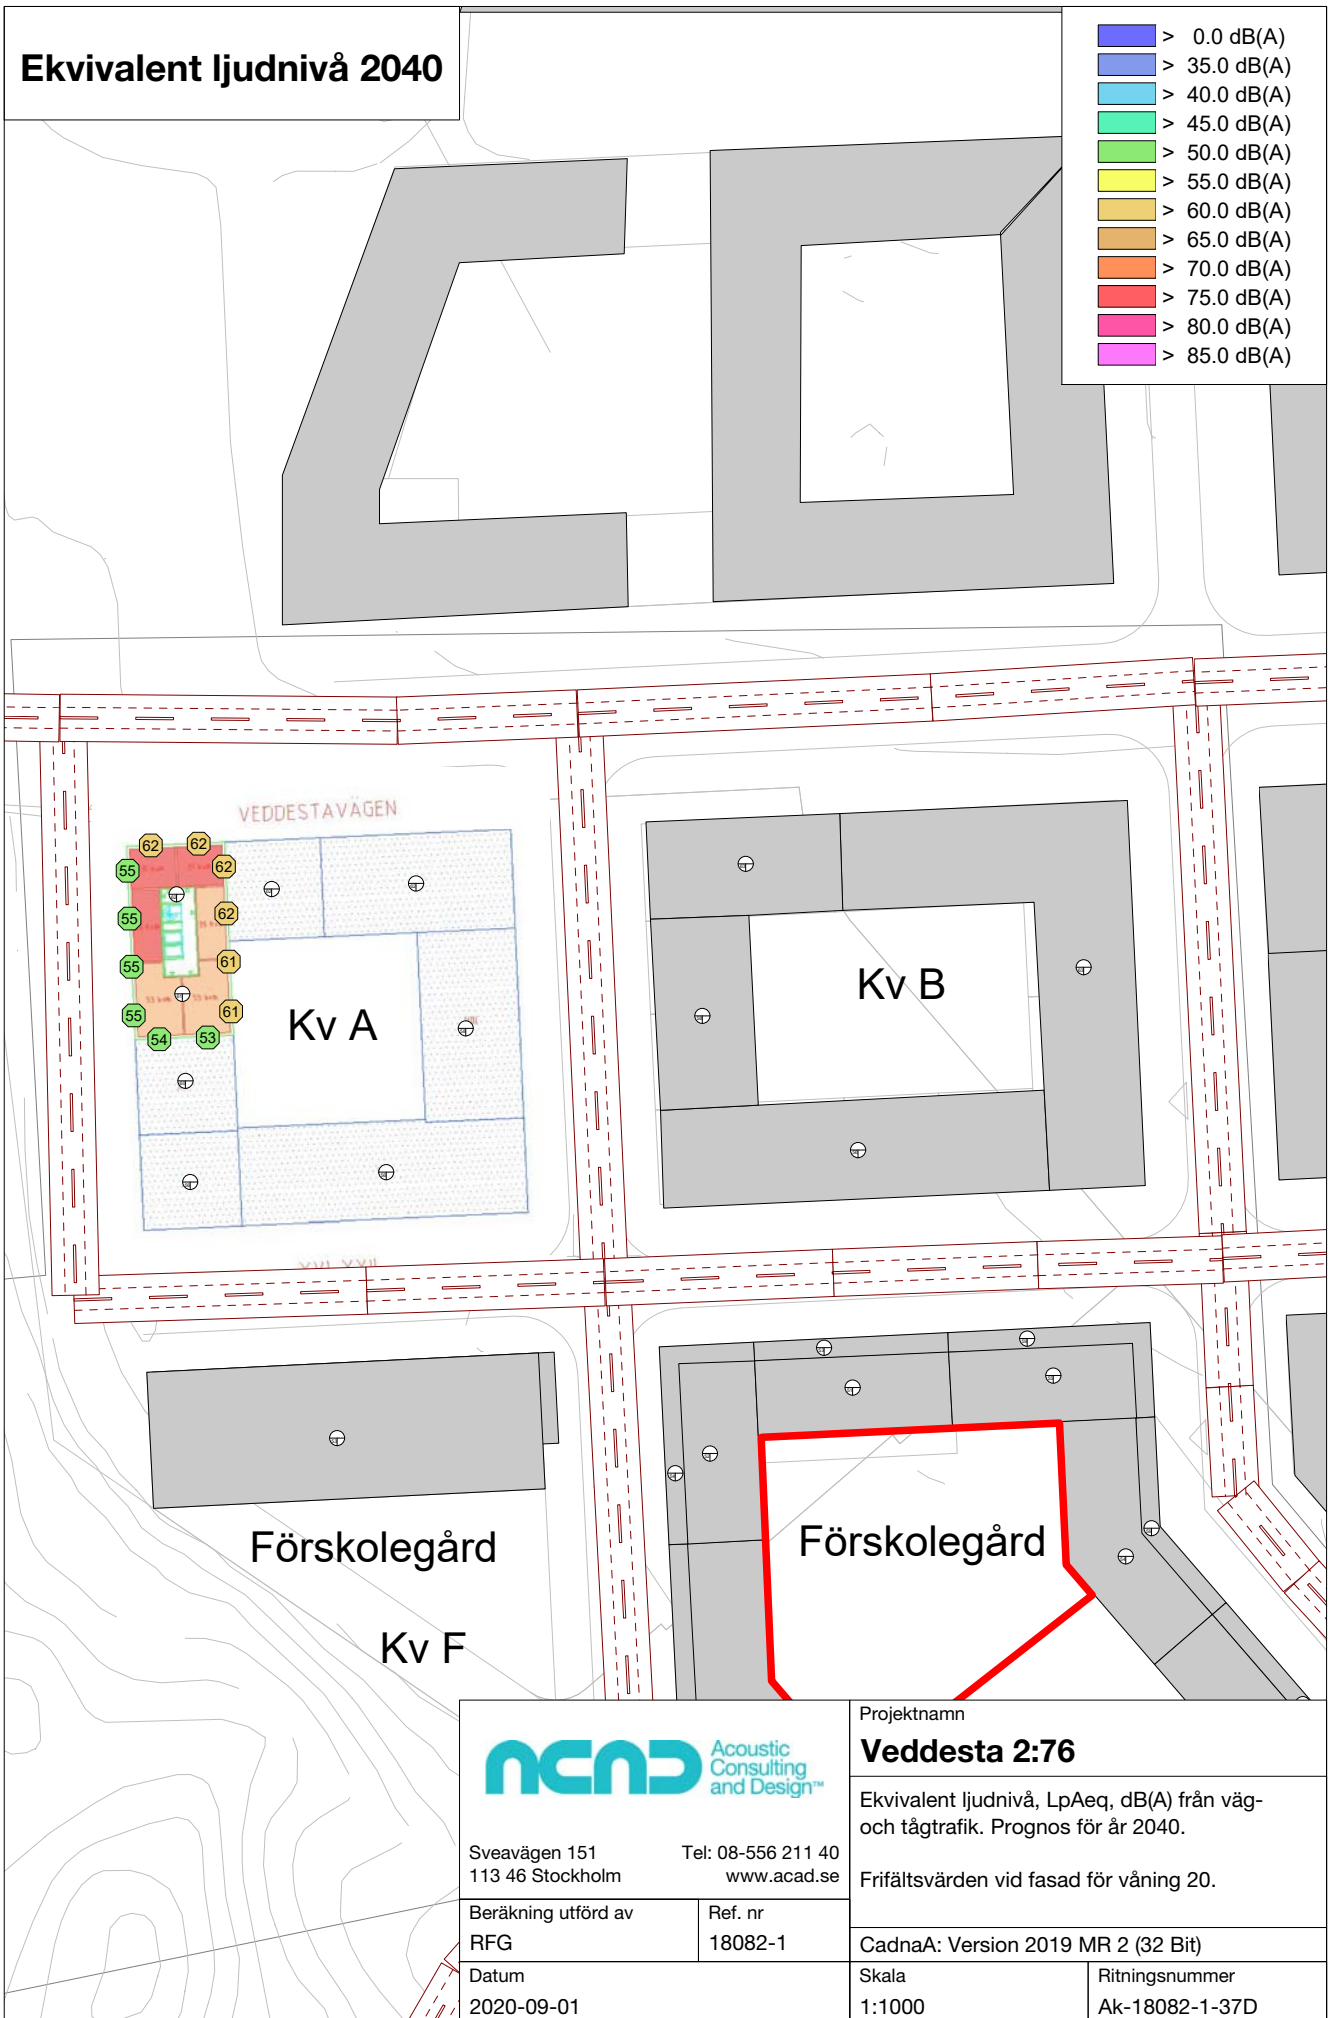 Ekvivalent ljudnivå 2040
> 0.0 dB(A)
> 35.0 dB(A)
> 40.0 dB(A)
> 45.0 dB(A)
> 50.0 dB(A)
> 55.0 dB(A)
> 60.0 dB(A)
> 65.0 dB(A)
> 70.0 dB(A)
> 75.0 dB(A)
> 80.0 dB(A)
> 85.0 dB(A)
VEDDESTAVÄGEN
62 62
55 62
55 62
55 61
55 61
54 53
Kv A
Kv B
Förskolegård
Förskolegård
Kv F
ACAD
Acoustic
Consulting
and Design™
Sveavägen 151
113 46 Stockholm
Tel: 08-556 211 40
www.acad.se
Beräkning utförd av
RFG
Ref. nr
18082-1
Datum
2020-09-01
Projektnamn
Veddesta 2:76
Ekvivalent ljudnivå, LpAeq, dB(A) från väg-
och tågtrafik. Prognos för år 2040.
Frifältsvärden vid fasad för våning 20.
CadnaA: Version 2019 MR 2 (32 Bit)
Skala
1:1000
Ritningsnummer
Ak-18082-1-37D